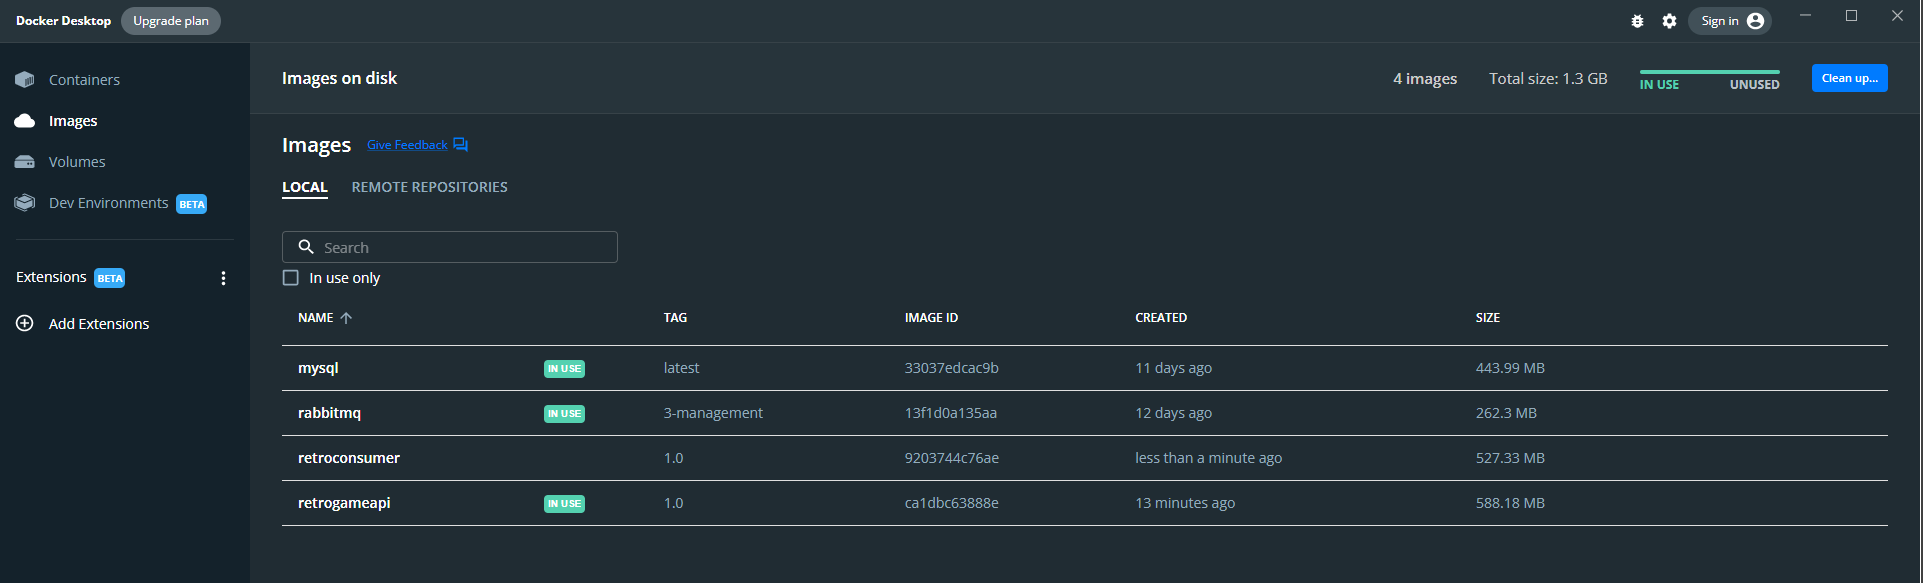 Docker Desktop Upgrade plan Sign in
Containers
Images
Volumes
Dev Environments BETA
Extensions BETA
Add Extensions
Images on disk 4 images Total size: 1.3 GB IN USE UNUSED Clean up...
Images Give Feedback
LOCAL REMOTE REPOSITORIES
Search
In use only
NAME TAG IMAGE ID CREATED SIZE
mysql IN USE latest 33037edcac9b 11 days ago 443.99 MB
rabbitmq IN USE 3-management 13f1d0a135aa 12 days ago 262.3 MB
retroconsumer 1.0 9203744c76ae less than a minute ago 527.33 MB
retrogameapi IN USE 1.0 ca1dbc63888e 13 minutes ago 588.18 MB